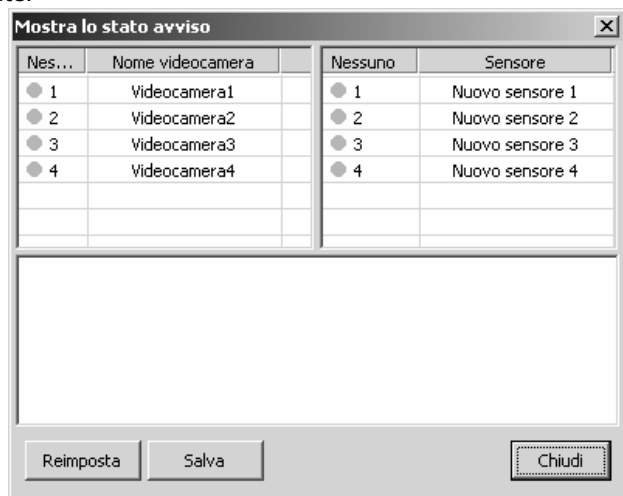 Mostra lo stato avviso
Nes... Nome videocamera
1 Videocamera1
2 Videocamera2
3 Videocamera3
4 Videocamera4
Nessuno Sensore
1 Nuovo sensore 1
2 Nuovo sensore 2
3 Nuovo sensore 3
4 Nuovo sensore 4
Reimposta Salva Chiudi